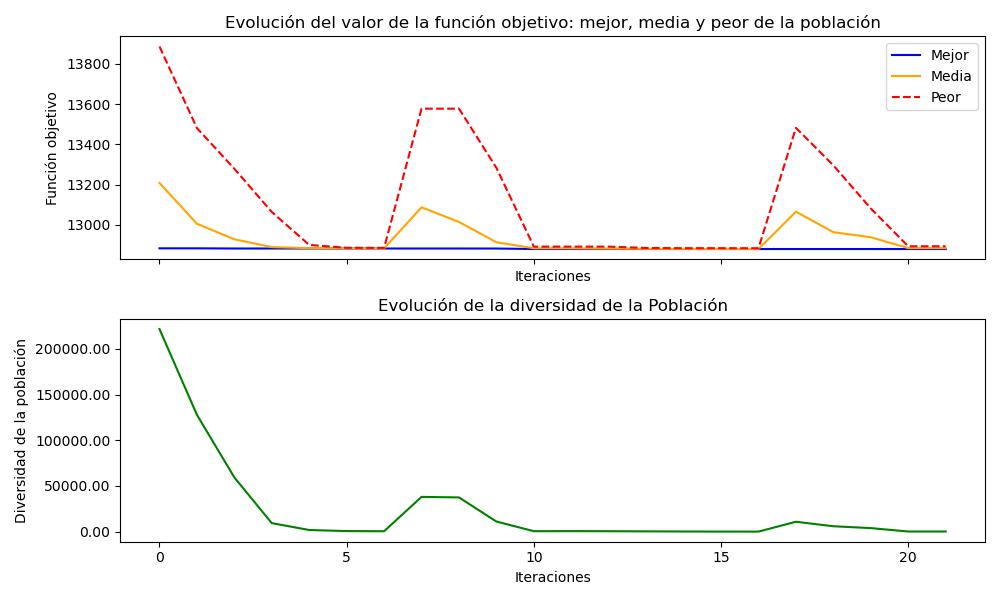 Evolución del valor de la función objetivo: mejor, media y peor de la población
Función objetivo
13800
13600
13400
13200
13000
Mejor
Media
Peor
Iteraciones
Evolución de la diversidad de la Población
Diversidad de la población
200000.00
150000.00
100000.00
50000.00
0.00
0 5 10 15 20
Iteraciones